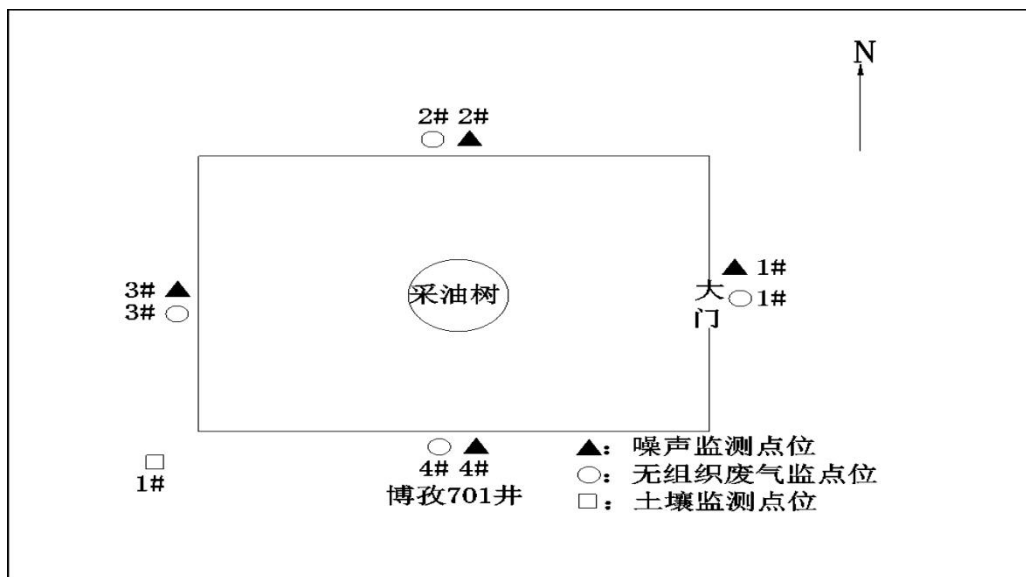 N
2# 2#
1#
3#
采油树
大
1#
3#
门
4# 4#
▲：噪声监测点位
○：无组织废气监点位
1#
博孜701井
□：土壤监测点位